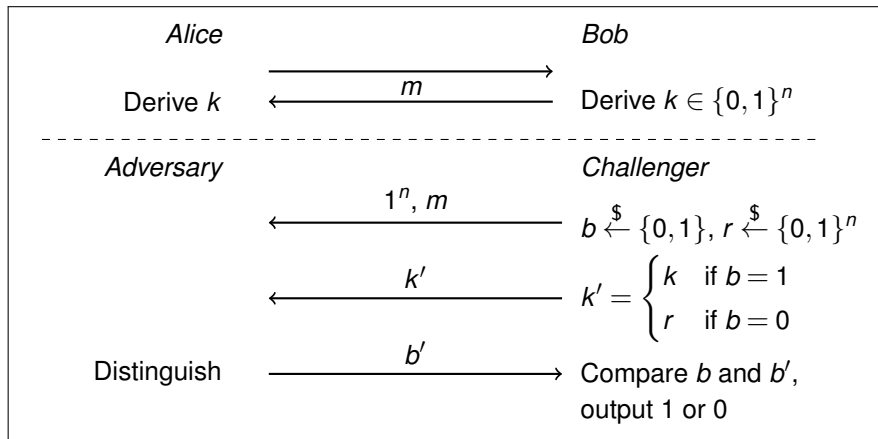 Alice Bob
m
Derive k Derive k ∈ {0, 1}ⁿ
Adversary Challenger
1ⁿ, m
b ←$ {0, 1}, r ←$ {0, 1}ⁿ
k′ k′ = { k if b = 1
r if b = 0
Distinguish b′ Compare b and b′,
output 1 or 0